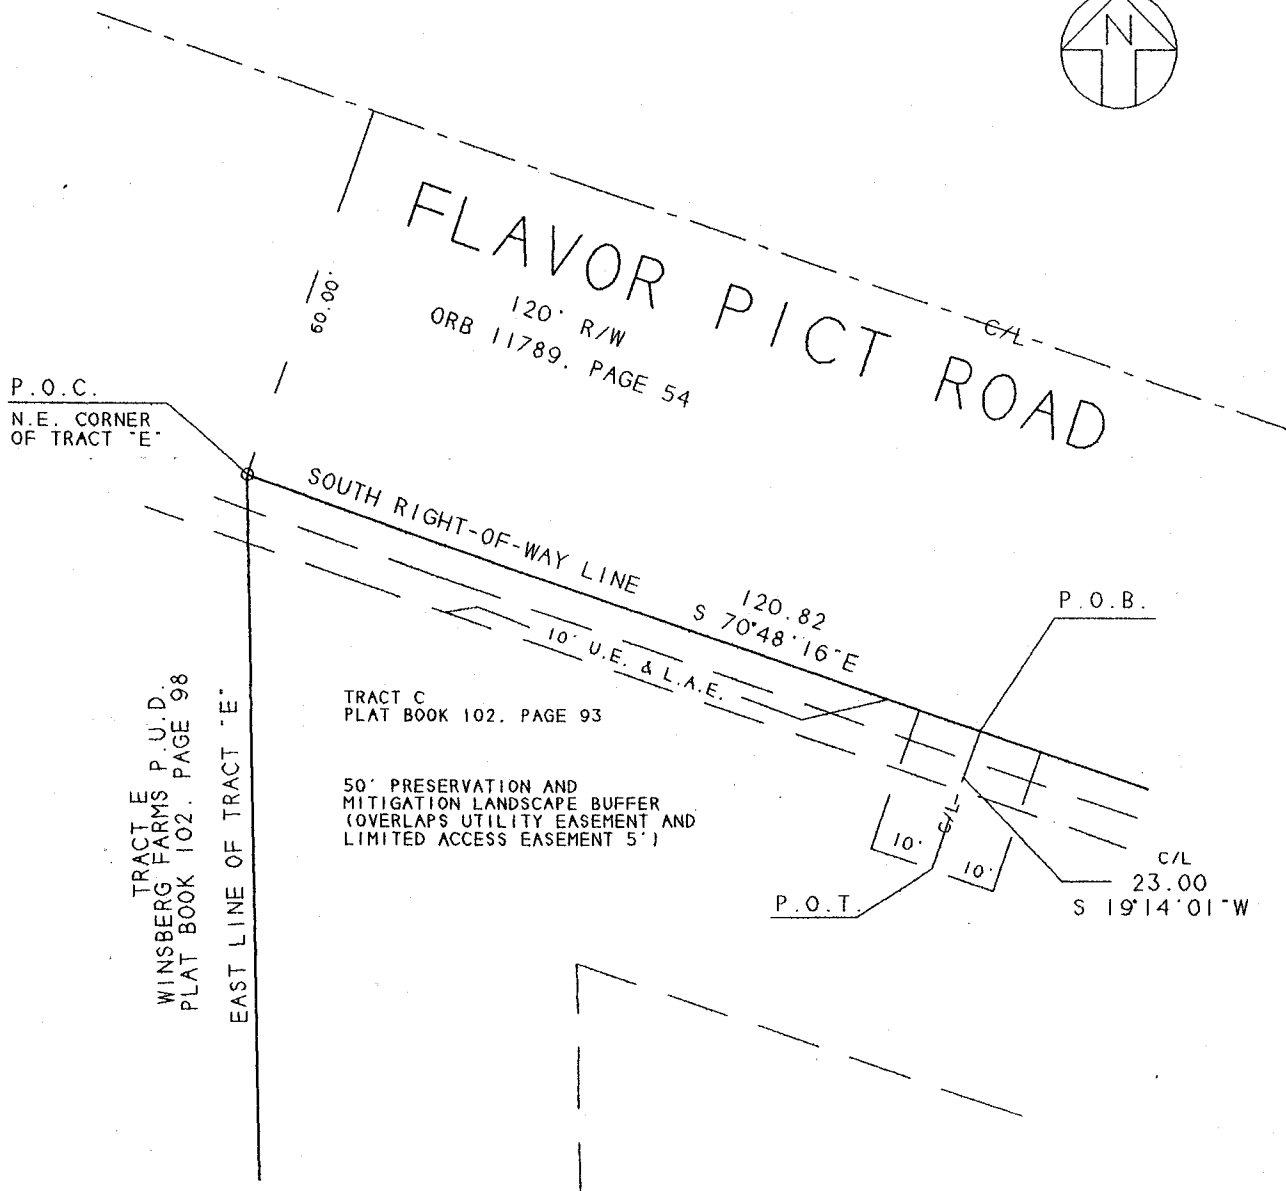 N
FLAVOR PICT ROAD
120' R/W
ORB 11789, PAGE 54
C/L
60.00'
P.O.C.
N.E. CORNER
OF TRACT "E"
SOUTH RIGHT-OF-WAY LINE
120.82
S 70°48'16"E
P.O.B.
10' U.E. & L.A.E.
TRACT C
PLAT BOOK 102, PAGE 93
50' PRESERVATION AND
MITIGATION LANDSCAPE BUFFER
(OVERLAPS UTILITY EASEMENT AND
LIMITED ACCESS EASEMENT 5')
TRACT E
WINSBERG FARMS P.U.D.
PLAT BOOK 102, PAGE 98
EAST LINE OF TRACT "E"
10'
C/L
10'
P.O.T.
C/L
23.00
S 19°14'01"W